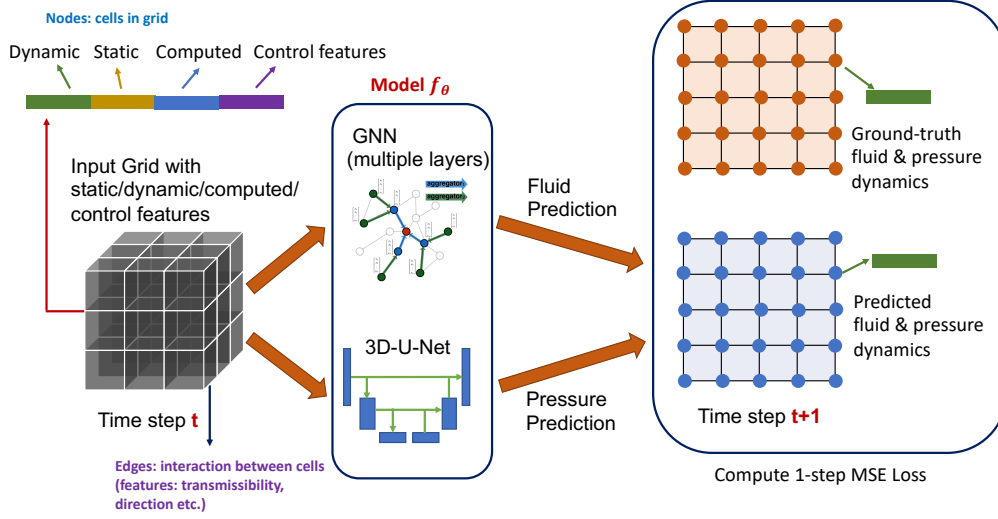 Nodes: cells in grid
Dynamic Static Computed Control features
Input Grid with
static/dynamic/computed/
control features
Time step t
Edges: interaction between cells
(features: transmissibility,
direction etc.)
Model f_θ
GNN
(multiple layers)
aggregator
aggregator
3D-U-Net
Fluid
Prediction
Pressure
Prediction
Ground-truth
fluid & pressure
dynamics
Predicted
fluid & pressure
dynamics
Time step t+1
Compute 1-step MSE Loss